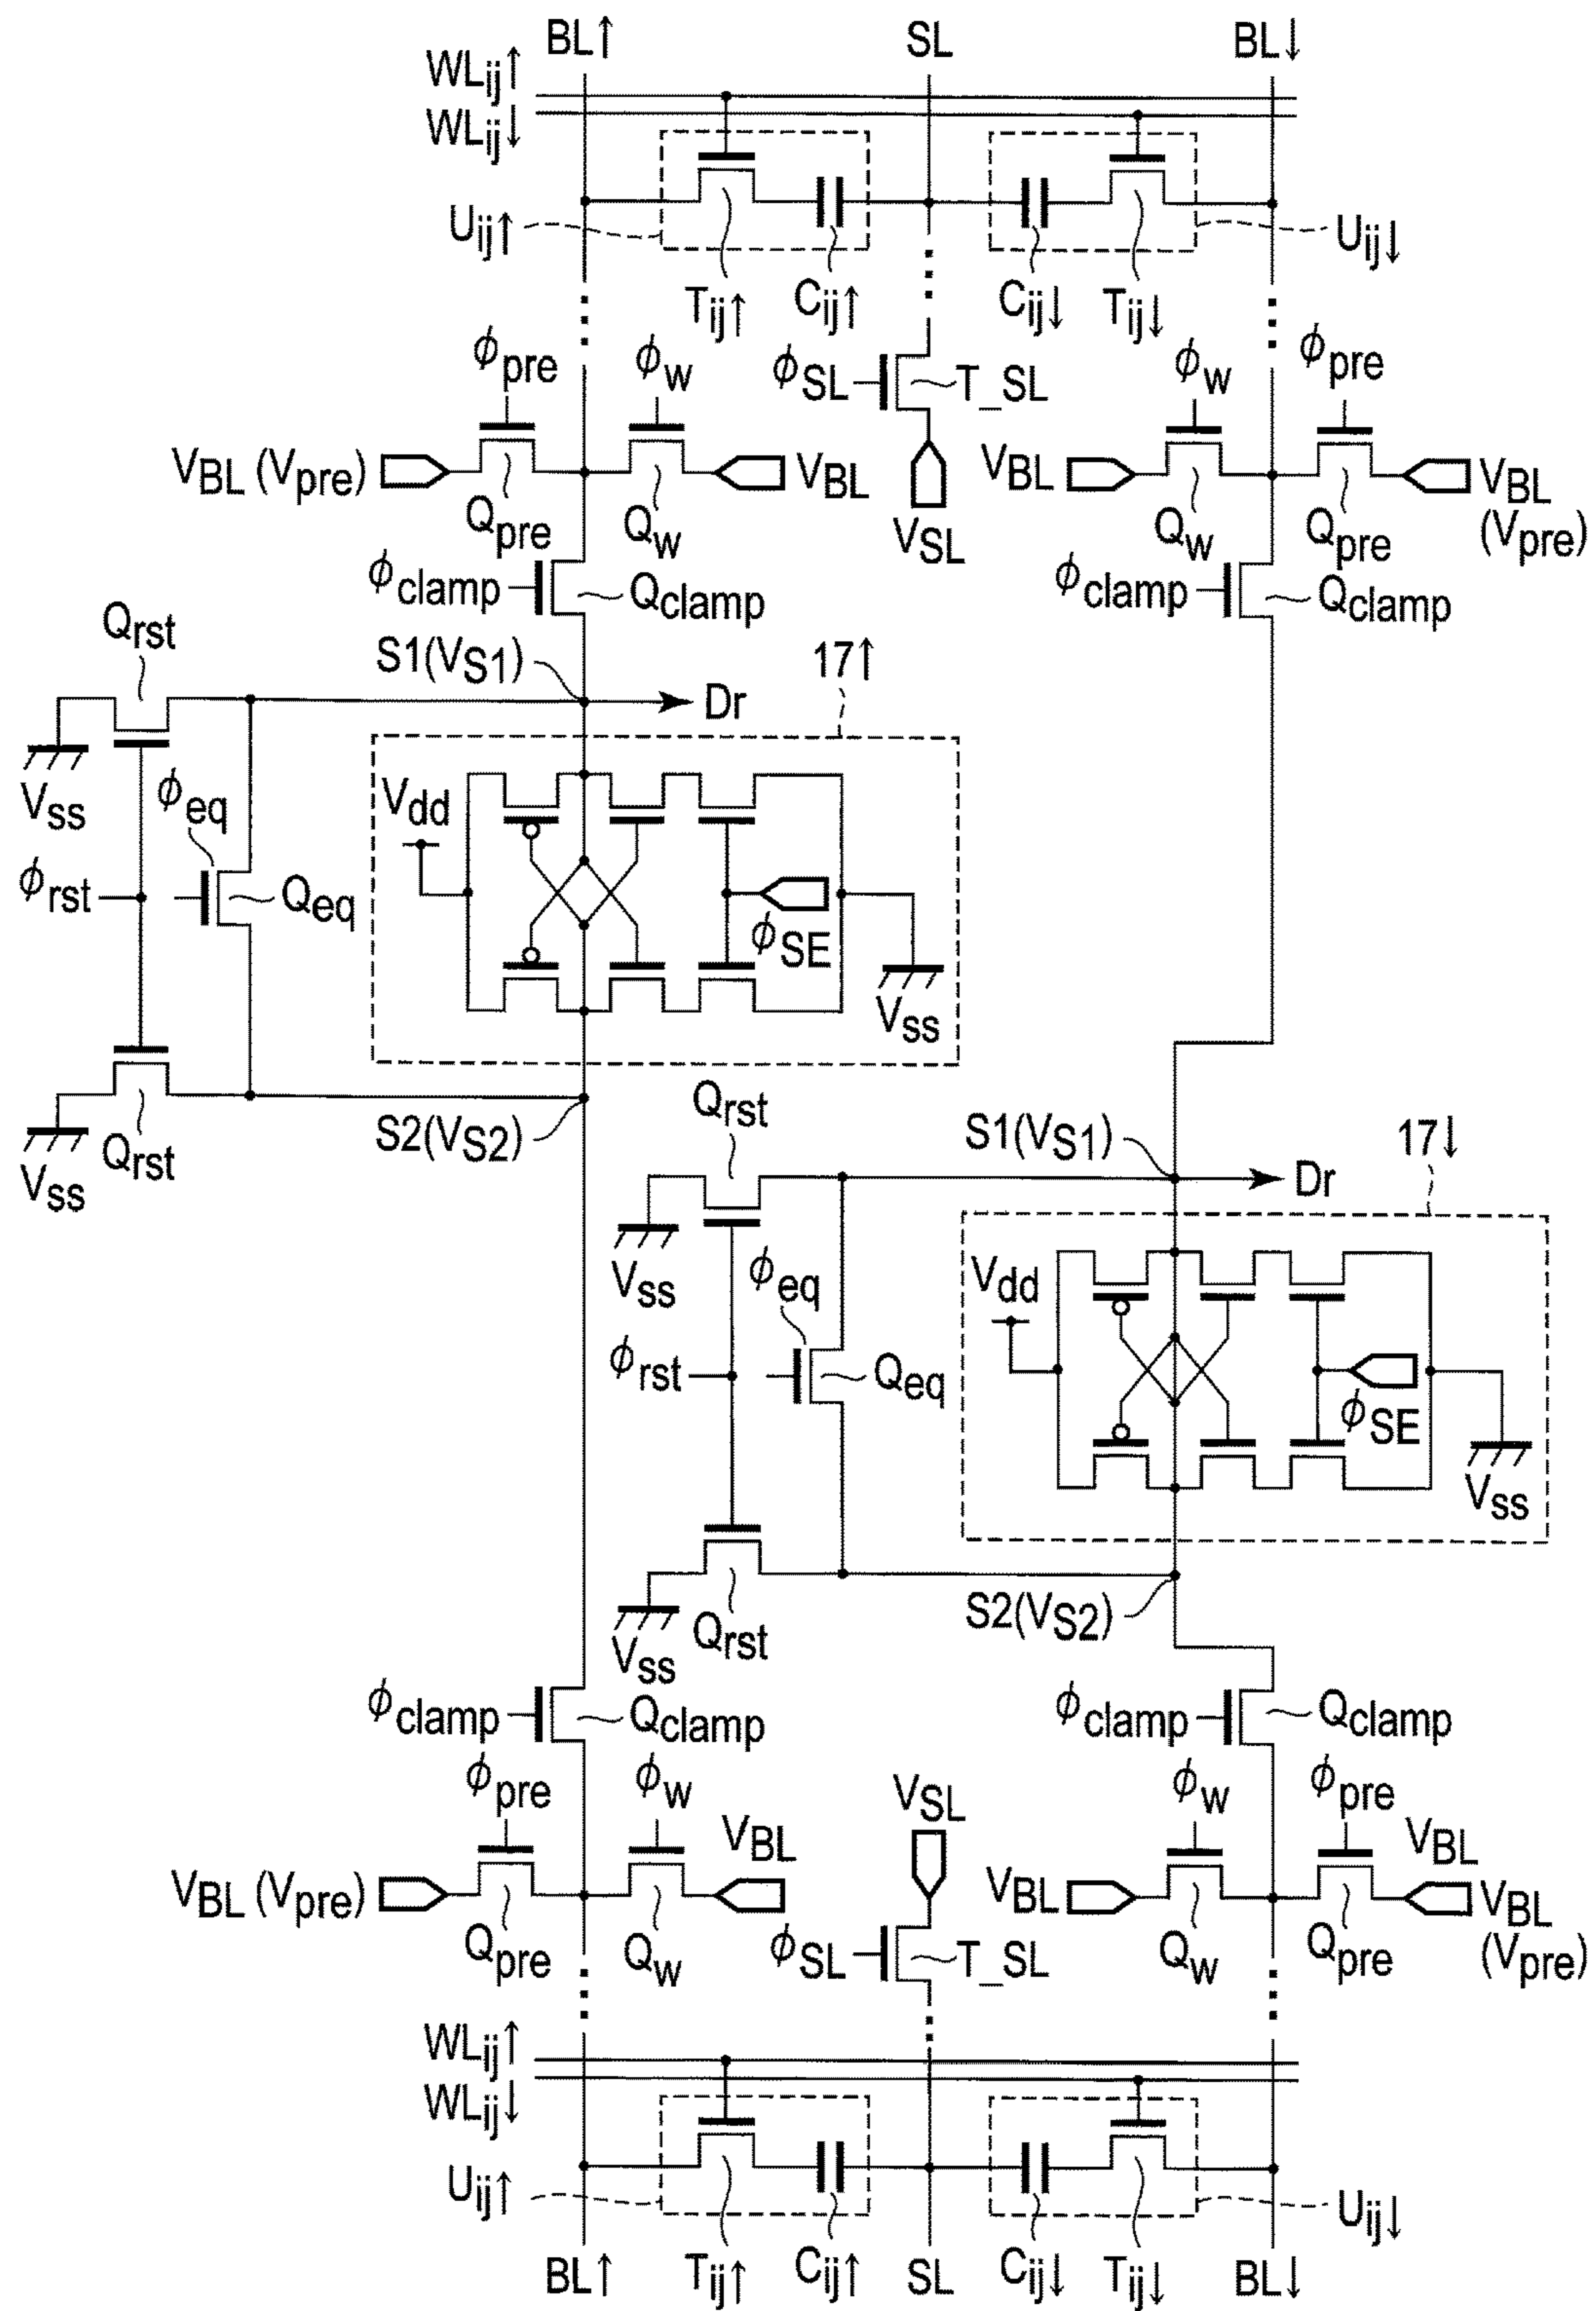 BL↑ SL BL↓
WLij↑
WLij↓
Uij↑ Uij↓
Tij↑ Cij↑ Cij↓ Tij↓
ϕpre ϕw ϕSL T_SL ϕw ϕpre
VBL (Vpre) VBL VSL VBL VBL (Vpre)
Qpre Qw Qw Qpre
ϕclamp Qclamp ϕclamp Qclamp
Qrst S1(VS1) Dr 17↑
Vss ϕeq Vdd
ϕrst Qeq ϕSE Vss
Vss Qrst S2(VS2)
Qrst S1(VS1) Dr 17↓
Vss ϕeq Vdd
ϕrst Qeq ϕSE Vss
Vss Qrst S2(VS2)
ϕclamp Qclamp ϕclamp Qclamp
ϕpre ϕw VSL ϕw ϕpre
VBL (Vpre) VBL VBL VBL VBL (Vpre)
Qpre Qw ϕSL T_SL Qw Qpre
WLij↑
WLij↓
Uij↑ Uij↓
BL↑ Tij↑ Cij↑ SL Cij↓ Tij↓ BL↓